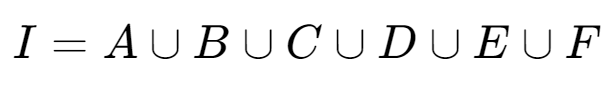 I = A ∪ B ∪ C ∪ D ∪ E ∪ F